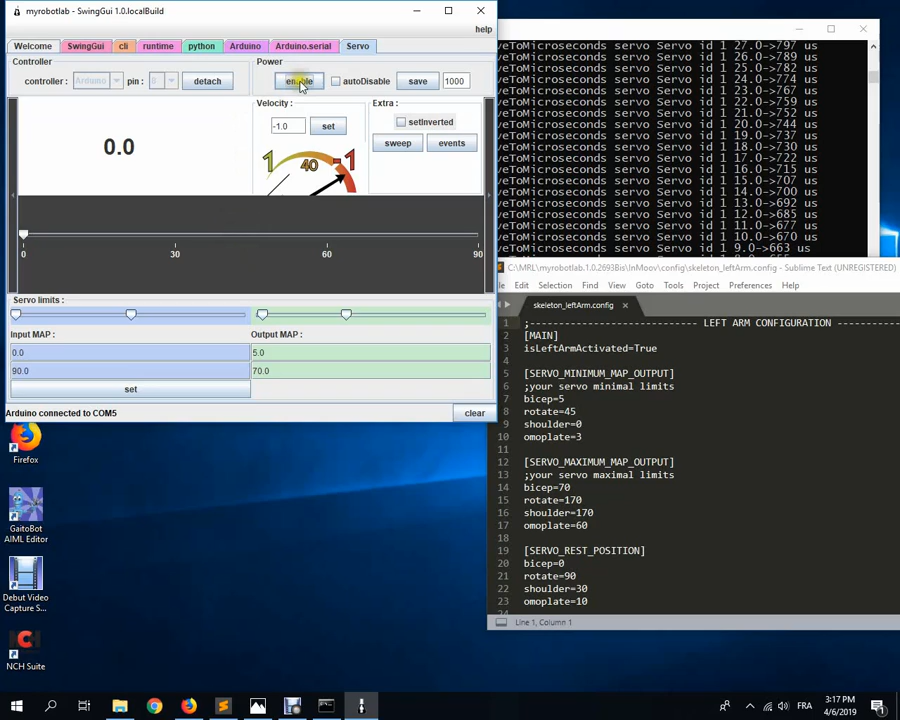 myrobotlab - SwingGui 1.0.localBuild
help
Welcome SwingGui cli runtime python Arduino Arduino.serial Servo
Controller
controller : Arduino pin : detach
Power
enable autoDisable save 1000
0.0
Velocity :
-1.0 set
Extra :
setInverted
sweep events
1 40 -1
0 30 60 90
Servo limits :
Input MAP : Output MAP :
0.0 5.0
90.0 70.0
set
Arduino connected to COM5 clear
veToMicroseconds servo Servo id 1 27.0->797 us
veToMicroseconds servo Servo id 1 26.0->789 us
veToMicroseconds servo Servo id 1 25.0->782 us
veToMicroseconds servo Servo id 1 24.0->774 us
veToMicroseconds servo Servo id 1 23.0->767 us
veToMicroseconds servo Servo id 1 22.0->759 us
veToMicroseconds servo Servo id 1 21.0->752 us
veToMicroseconds servo Servo id 1 20.0->744 us
veToMicroseconds servo Servo id 1 19.0->737 us
veToMicroseconds servo Servo id 1 18.0->730 us
veToMicroseconds servo Servo id 1 17.0->722 us
veToMicroseconds servo Servo id 1 16.0->715 us
veToMicroseconds servo Servo id 1 15.0->707 us
veToMicroseconds servo Servo id 1 14.0->700 us
veToMicroseconds servo Servo id 1 13.0->692 us
veToMicroseconds servo Servo id 1 12.0->685 us
veToMicroseconds servo Servo id 1 11.0->677 us
veToMicroseconds servo Servo id 1 10.0->670 us
veToMicroseconds servo Servo id 1 9.0->663 us
C:\MRL\myrobotlab.1.0.2693Bis\InMoov\config\skeleton_leftArm.config - Sublime Text (UNREGISTERED)
Edit Selection Find View Goto Tools Project Preferences Help
skeleton_leftArm.config
1 ;--------------------------- LEFT ARM CONFIGURATION -----------
2 [MAIN]
3 isLeftArmActivated=True
4
5 [SERVO_MINIMUM_MAP_OUTPUT]
6 ;your servo minimal limits
7 bicep=5
8 rotate=45
9 shoulder=0
10 omoplate=3
11
12 [SERVO_MAXIMUM_MAP_OUTPUT]
13 ;your servo maximal limits
14 bicep=70
15 rotate=170
16 shoulder=170
17 omoplate=60
18
19 [SERVO_REST_POSITION]
20 bicep=0
21 rotate=90
22 shoulder=30
23 omoplate=10
Line 1, Column 1
Firefox
GaitoBot
AIML Editor
Debut Video
Capture S...
NCH Suite
FRA
3:17 PM
4/6/2019